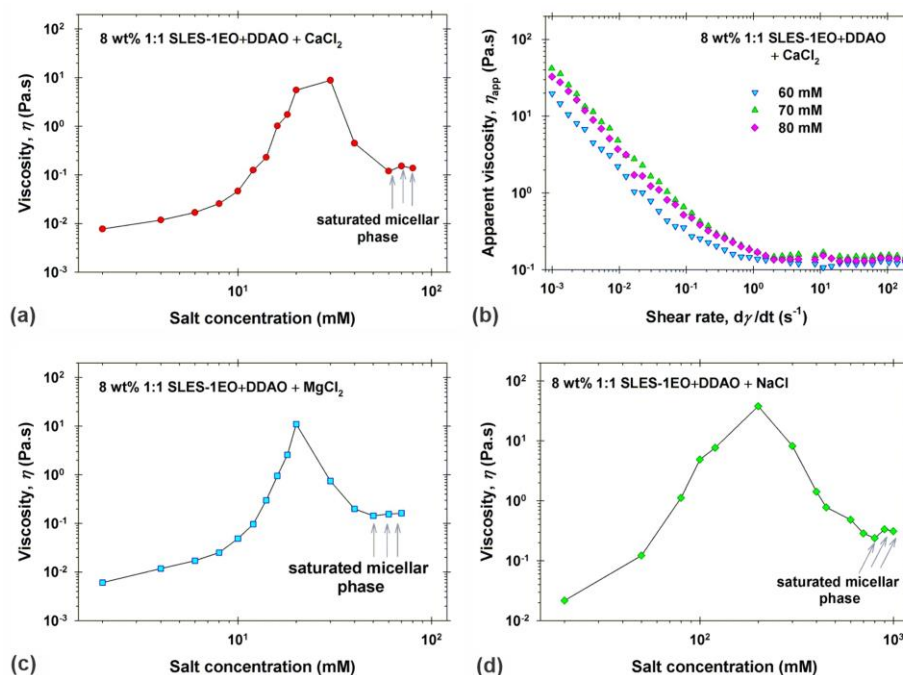 8 wt% 1:1 SLES-1EO+DDAO + CaCl₂
Viscosity, η (Pa.s)
10²
10¹
10⁰
10⁻¹
10⁻²
10⁻³
saturated micellar
phase
10¹
10²
Salt concentration (mM)
(a)
8 wt% 1:1 SLES-1EO+DDAO
+ CaCl₂
60 mM
70 mM
80 mM
Apparent viscosity, η_app (Pa.s)
10²
10¹
10⁰
10⁻¹
10⁻³
10⁻²
10⁻¹
10⁰
10¹
10²
Shear rate, dγ/dt (s⁻¹)
(b)
8 wt% 1:1 SLES-1EO+DDAO + MgCl₂
Viscosity, η (Pa.s)
10²
10¹
10⁰
10⁻¹
10⁻²
10⁻³
saturated micellar
phase
10¹
10²
Salt concentration (mM)
(c)
8 wt% 1:1 SLES-1EO+DDAO + NaCl
Viscosity, η (Pa.s)
10²
10¹
10⁰
10⁻¹
10⁻²
saturated micellar
phase
10²
10³
Salt concentration (mM)
(d)